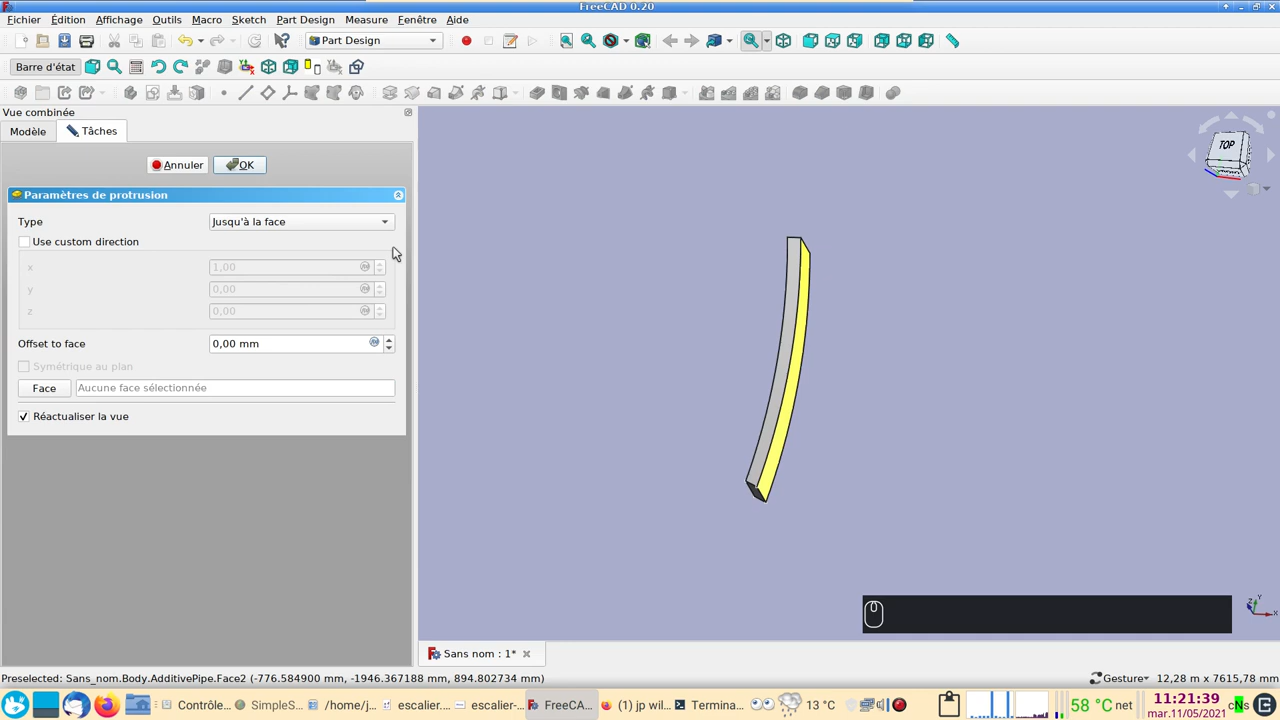 FreeCAD 0.20
Fichier Édition Affichage Outils Macro Sketch Part Design Measure Fenêtre Aide
Part Design
Barre d'état
Vue combinée
Modèle Tâches
Annuler OK
Paramètres de protrusion
Type Jusqu'à la face
Use custom direction
x 1,00
y 0,00
z 0,00
Offset to face 0,00 mm
Symétrique au plan
Face Aucune face sélectionnée
Réactualiser la vue
TOP
Y
Z
X
Sans nom : 1*
Preselected: Sans_nom.Body.AdditivePipe.Face2 (-776.584900 mm, -1946.367188 mm, 894.802734 mm) Gesture 12,28 m x 7615,78 mm
Contrôle... SimpleS... /home/j... escalier.... escalier-... FreeCA... (1) jp wil... Termina... 13 °C 58 °C net 11:21:39
mar.11/05/2021